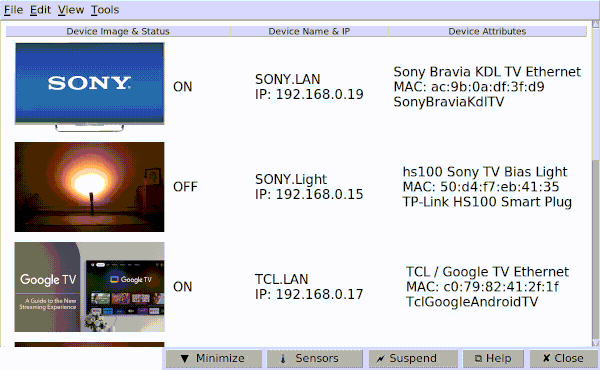 File Edit View Tools
Device Image & Status Device Name & IP Device Attributes
SONY
ON
SONY.LAN
IP: 192.168.0.19
Sony Bravia KDL TV Ethernet
MAC: ac:9b:0a:df:3f:d9
SonyBraviaKdlTV
OFF
SONY.Light
IP: 192.168.0.15
hs100 Sony TV Bias Light
MAC: 50:d4:f7:eb:41:35
TP-Link HS100 Smart Plug
Google TV
A Guide to the New
Streaming Experience
Google TV
ON
TCL.LAN
IP: 192.168.0.17
TCL / Google TV Ethernet
MAC: c0:79:82:41:2f:1f
TclGoogleAndroidTV
▼ Minimize Sensors Suspend Help ✘ Close